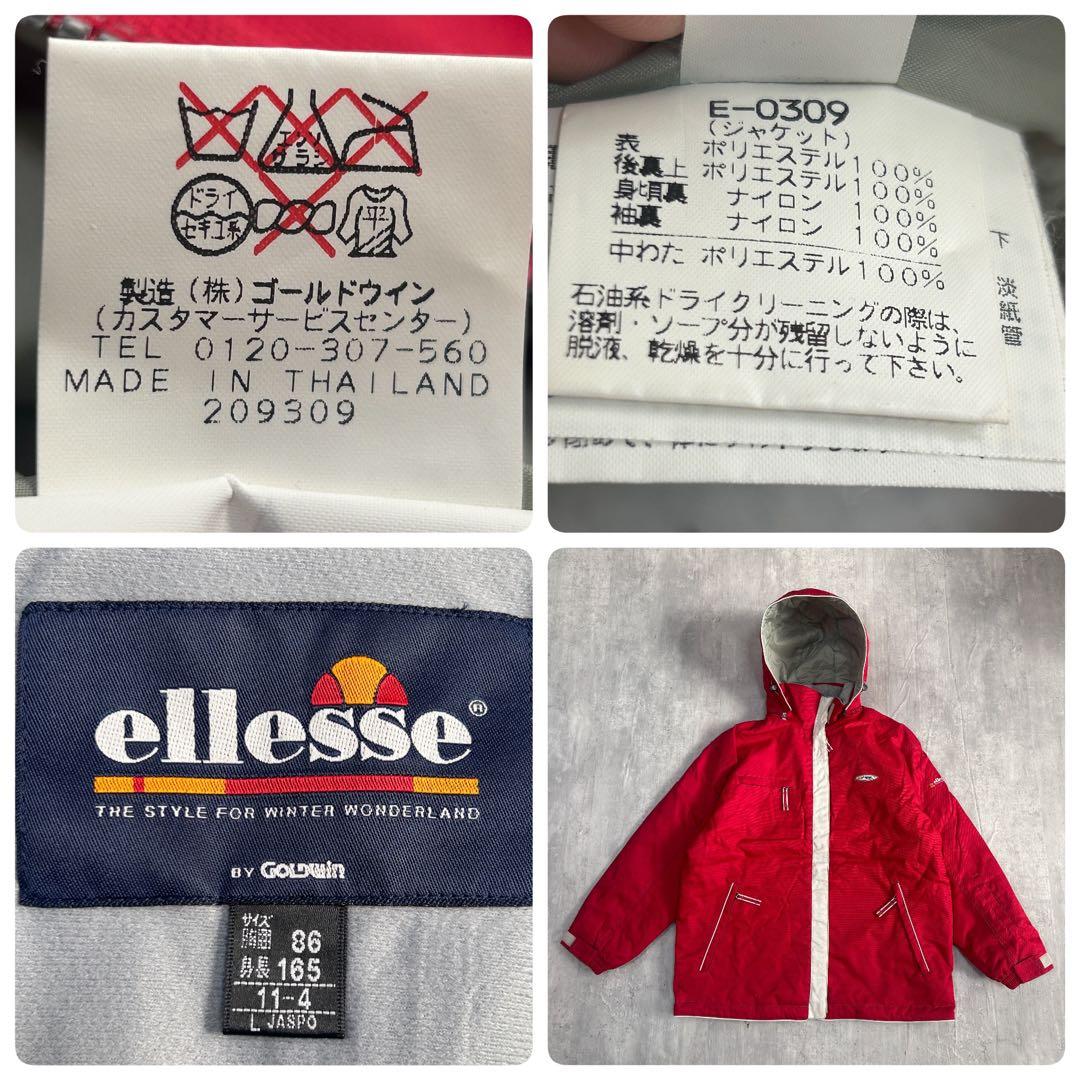 エンソ
サラシ
ドライ
セキユ系
平
製造(株)ゴールドウイン
(カスタマーサービスセンター)
TEL 0120-307-560
MADE IN THAILAND
209309
E-0309
(ジャケット)
表 ポリエステル100%
後裏上 ポリエステル100%
身頃裏 ナイロン 100%
袖裏 ナイロン 100%
中わた ポリエステル100%
石油系ドライクリーニングの際は、
溶剤・ソープ分が残留しないように
脱液、乾燥を十分に行って下さい。
下
淡紙管
ellesse®
THE STYLE FOR WINTER WONDERLAND
BY GOLDWIN
サイズ
胸囲 86
身長 165
11-4
L JASPO